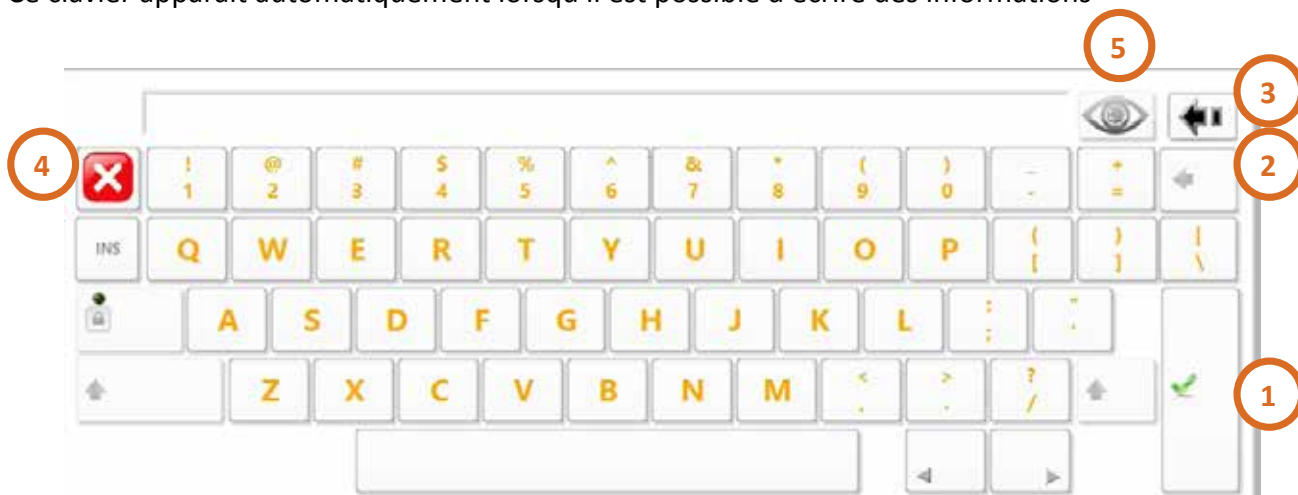 Ce clavier apparaît automatiquement lorsqu'il est possible d'écrire des informations
5
3
4
! @ # $ % ^ & * ( ) _ +
1 2 3 4 5 6 7 8 9 0 - =
2
INS Q W E R T Y U I O P { [ } ] | \
A S D F G H J K L : ; " '
Z X C V B N M < , > . ? /
1